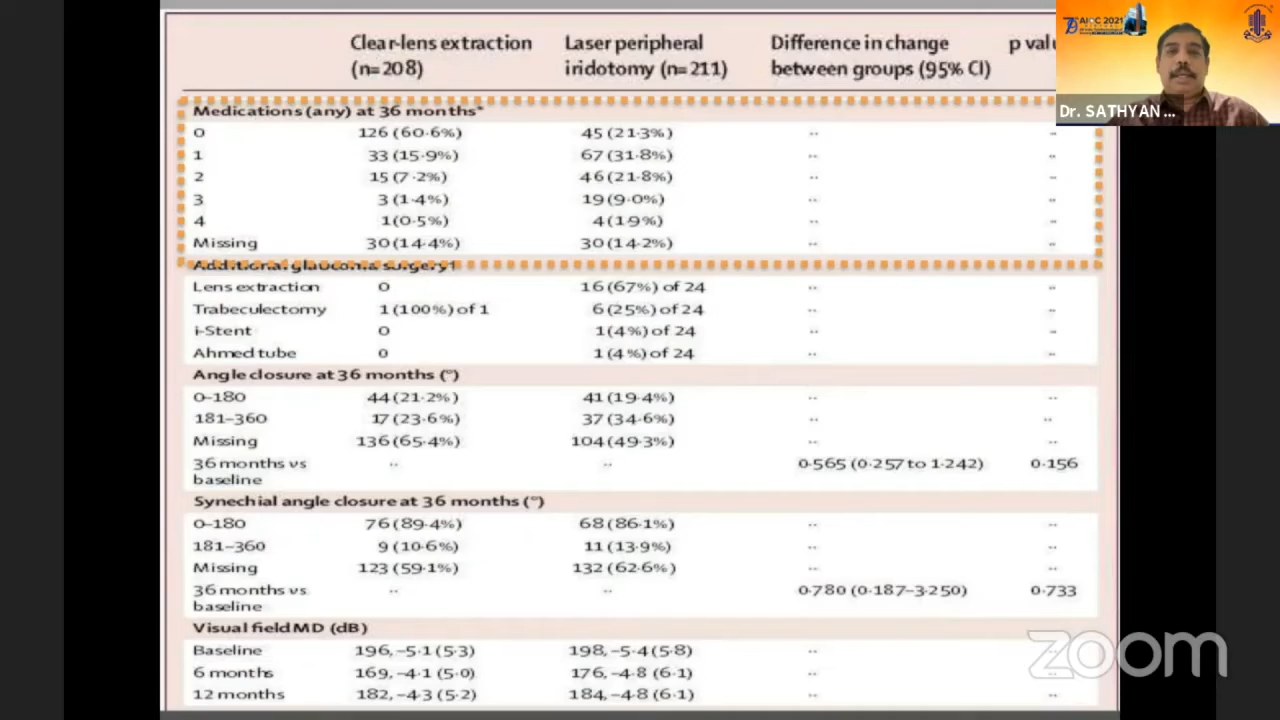 AIOC 2021
Dr. SATHYAN ...
Clear-lens extraction (n=208) Laser peripheral iridotomy (n=211) Difference in change between groups (95% CI)
Medications (any) at 36 months*
0 126 (60·6%) 45 (21·3%) ·· ··
1 33 (15·9%) 67 (31·8%) ·· ··
2 15 (7·2%) 46 (21·8%) ·· ··
3 3 (1·4%) 19 (9·0%) ·· ··
4 1 (0·5%) 4 (1·9%) ·· ··
Missing 30 (14·4%) 30 (14·2%) ·· ··
Additional glaucoma surgery†
Lens extraction 0 16 (67%) of 24 ·· ··
Trabeculectomy 1 (100%) of 1 6 (25%) of 24 ·· ··
i-Stent 0 1 (4%) of 24 ·· ··
Ahmed tube 0 1 (4%) of 24 ·· ··
Angle closure at 36 months (°)
0–180 44 (21·2%) 41 (19·4%) ·· ··
181–360 17 (23·6%) 37 (34·6%) ·· ··
Missing 136 (65·4%) 104 (49·3%) ·· ··
36 months vs baseline ·· ·· 0·565 (0·257 to 1·242) 0·156
Synechial angle closure at 36 months (°)
0–180 76 (89·4%) 68 (86·1%) ·· ··
181–360 9 (10·6%) 11 (13·9%) ·· ··
Missing 123 (59·1%) 132 (62·6%) ·· ··
36 months vs baseline ·· ·· 0·780 (0·187–3·250) 0·733
Visual field MD (dB)
Baseline 196, –5·1 (5·3) 198, –5·4 (5·8) ·· ··
6 months 169, –4·1 (5·0) 176, –4·8 (6·1) ·· ··
12 months 182, –4·3 (5·2) 184, –4·8 (6·1) ·· ··
zoom